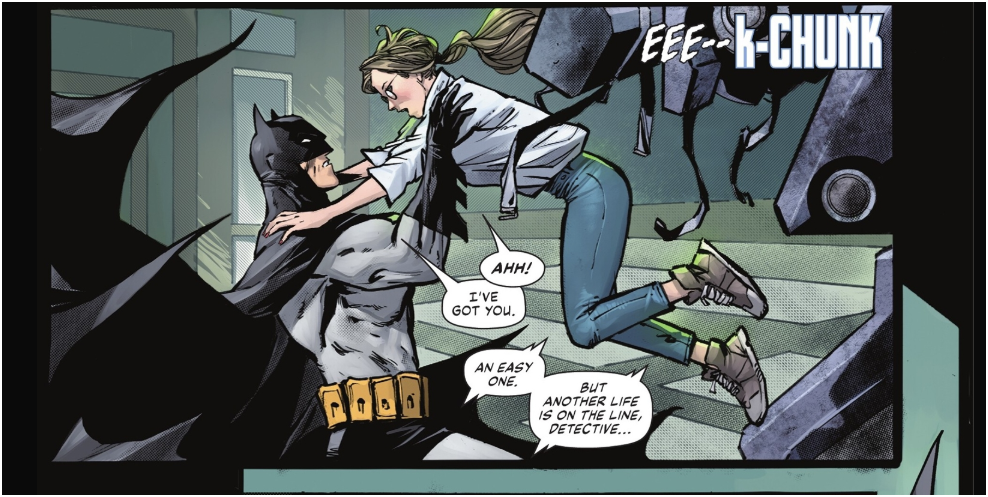 EEE--K-CHUNK
AHH!
I'VE
GOT YOU.
AN EASY
ONE.
BUT
ANOTHER LIFE
IS ON THE LINE,
DETECTIVE...